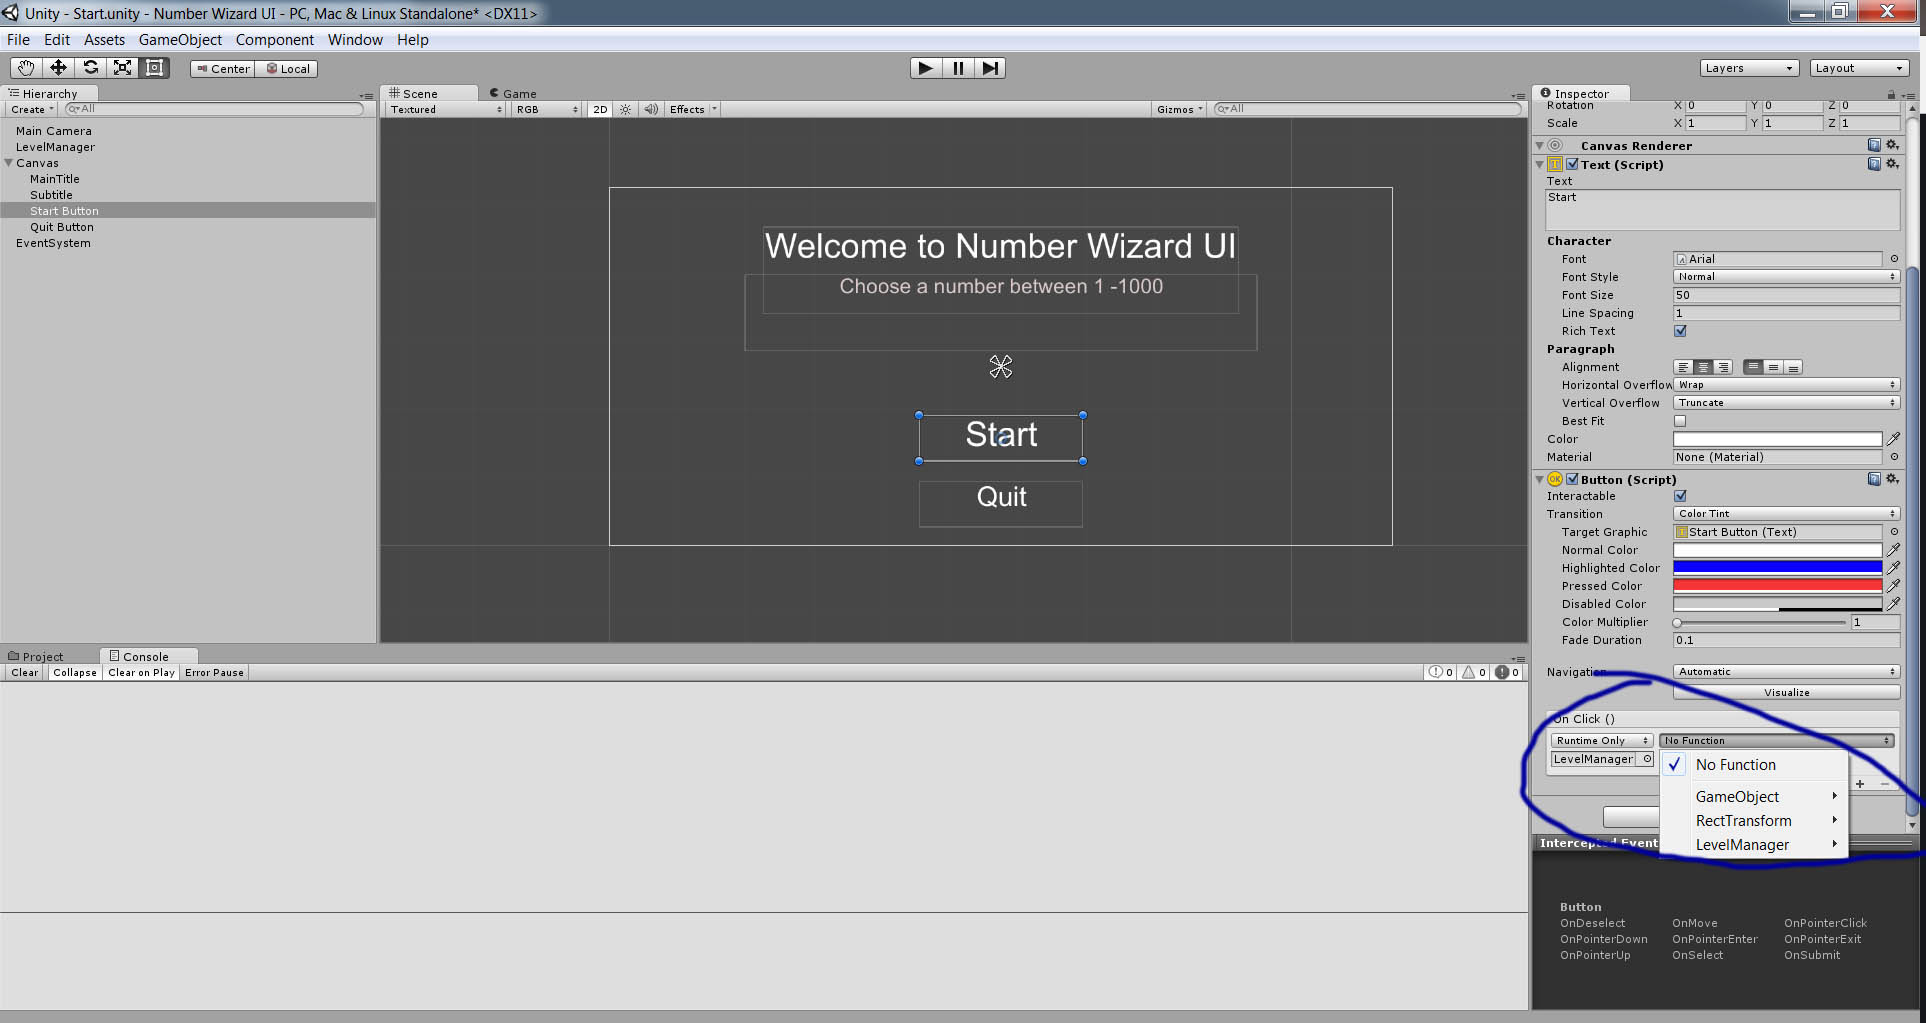 Unity - Start.unity - Number Wizard UI - PC, Mac & Linux Standalone* <DX11>
File Edit Assets GameObject Component Window Help
Center Local Layers Layout
Hierarchy
Create All
Main Camera
LevelManager
Canvas
MainTitle
Subtitle
Start Button
Quit Button
EventSystem
Scene Game
Textured RGB 2D Effects Gizmos All
Welcome to Number Wizard UI
Choose a number between 1 -1000
Start
Quit
Project Console
Clear Collapse Clear on Play Error Pause 0 0 0
Inspector
Rotation X 0 Y 0 Z 0
Scale X 1 Y 1 Z 1
Canvas Renderer
Text (Script)
Text
Start
Character
Font Arial
Font Style Normal
Font Size 50
Line Spacing 1
Rich Text
Paragraph
Alignment
Horizontal Overflow Wrap
Vertical Overflow Truncate
Best Fit
Color
Material None (Material)
OK Button (Script)
Interactable
Transition Color Tint
Target Graphic Start Button (Text)
Normal Color
Highlighted Color
Pressed Color
Disabled Color
Color Multiplier 1
Fade Duration 0.1
Navigation Automatic
Visualize
On Click ()
Runtime Only No Function
LevelManager
No Function
GameObject
RectTransform
LevelManager
Intercepted Event
Button
OnDeselect OnMove OnPointerClick
OnPointerDown OnPointerEnter OnPointerExit
OnPointerUp OnSelect OnSubmit